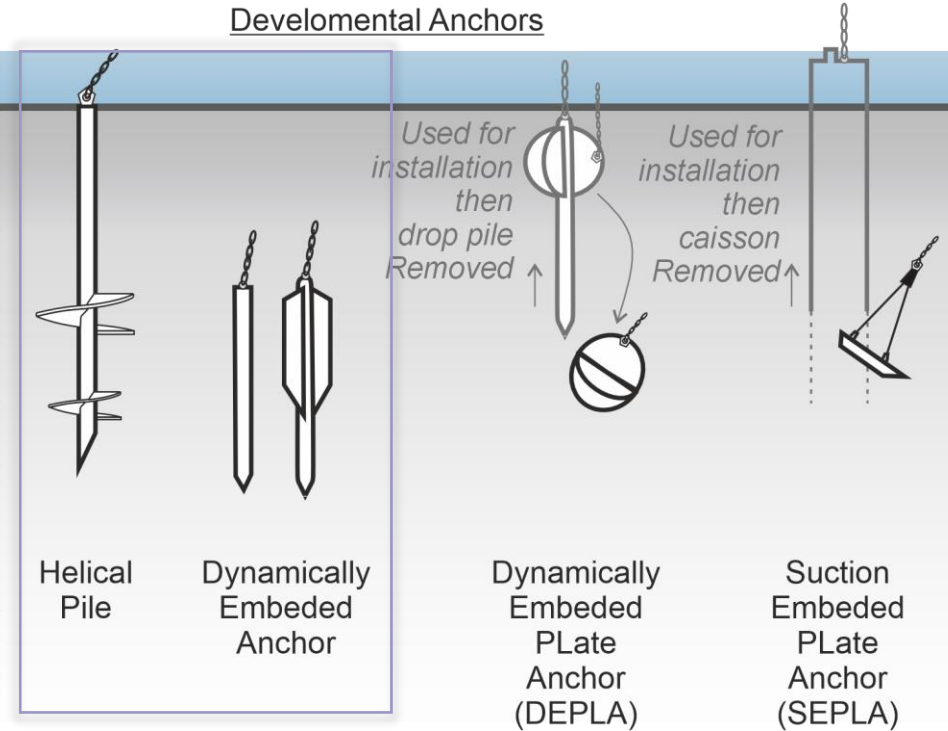 Develomental Anchors
Used for
installation
then
drop pile
Removed
Used for
installation
then
caisson
Removed
Helical
Pile
Dynamically
Embeded
Anchor
Dynamically
Embeded
PLate
Anchor
(DEPLA)
Suction
Embeded
PLate
Anchor
(SEPLA)